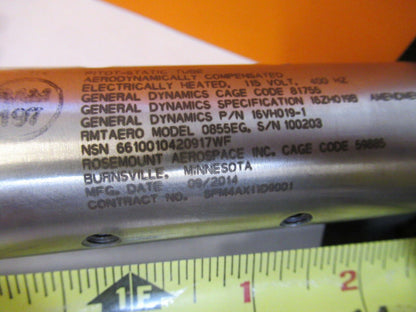 PITOT-STATIC TUBE
AERODYNAMICALLY COMPENSATED
ELECTRICALLY HEATED, 115 VOLT, 400 HZ
GENERAL DYNAMICS CAGE CODE 81755
GENERAL DYNAMICS SPECIFICATION 16ZH019B
GENERAL DYNAMICS P/N 16VH019-1
RMTAERO MODEL 0855EG, S/N 100203
NSN 6610010420917WF
ROSEMOUNT AEROSPACE INC. CAGE CODE 59885
BURNSVILLE, MINNESOTA
MFG. DATE 09/2014
CONTRACT NO.
197
1F
1
2